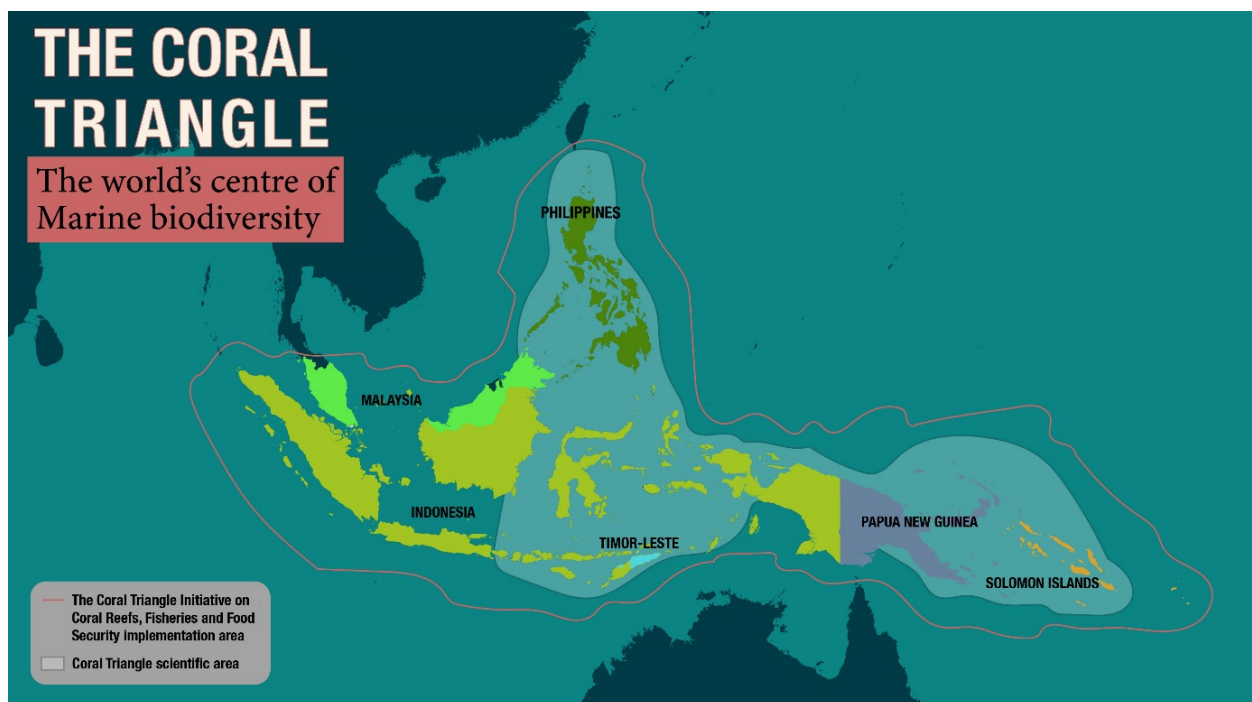 THE CORAL
TRIANGLE
The world's centre of
Marine biodiversity
PHILIPPINES
MALAYSIA
INDONESIA
TIMOR-LESTE
PAPUA NEW GUINEA
SOLOMON ISLANDS
The Coral Triangle Initiative on
Coral Reefs, Fisheries and Food
Security implementation area
Coral Triangle scientific area